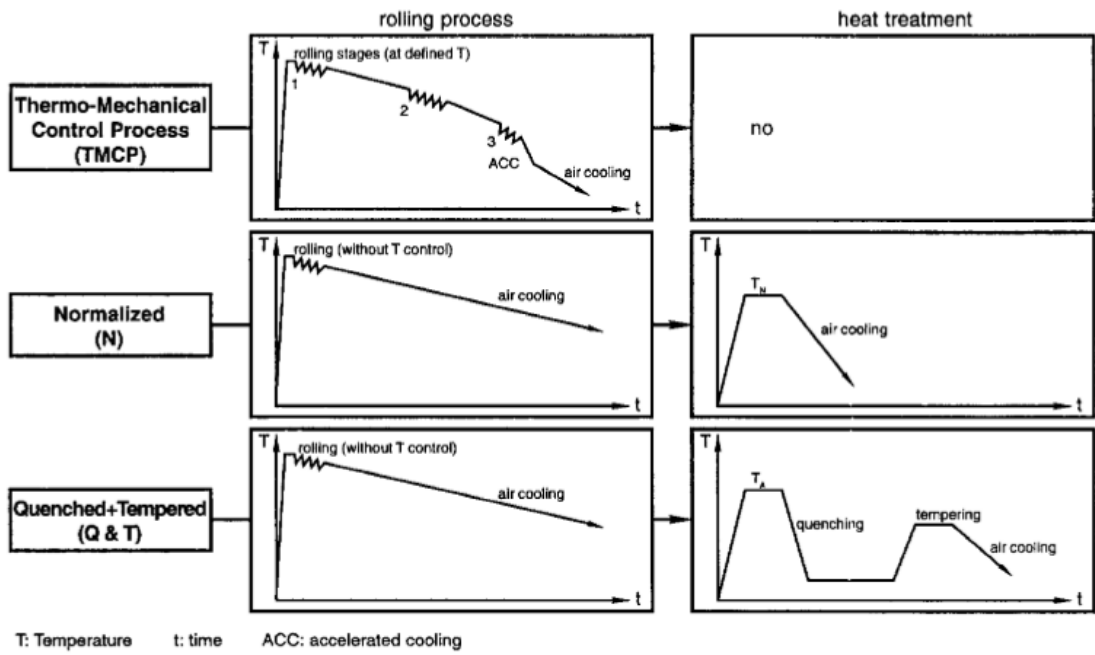 rolling process
heat treatment
Thermo-Mechanical
Control Process
(TMCP)
T
rolling stages (at defined T)
1
2
3
ACC
air cooling
t
no
Normalized
(N)
T
rolling (without T control)
air cooling
t
T
T_N
air cooling
t
Quenched+Tempered
(Q & T)
T
rolling (without T control)
air cooling
t
T
T_A
quenching
tempering
air cooling
t
T: Temperature t: time ACC: accelerated cooling